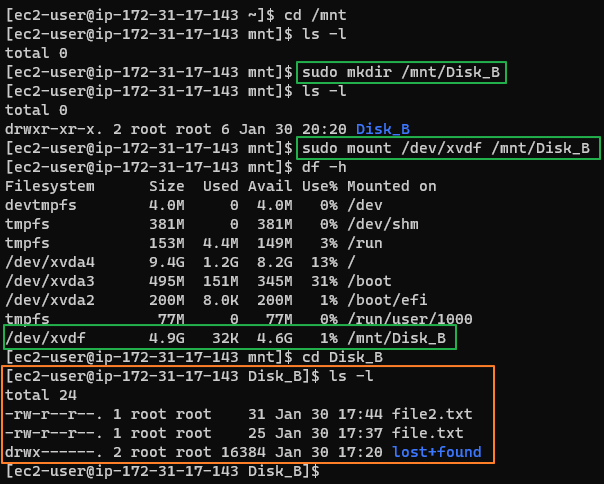 [ec2-user@ip-172-31-17-143 ~]$ cd /mnt
[ec2-user@ip-172-31-17-143 mnt]$ ls -l
total 0
[ec2-user@ip-172-31-17-143 mnt]$ sudo mkdir /mnt/Disk_B
[ec2-user@ip-172-31-17-143 mnt]$ ls -l
total 0
drwxr-xr-x. 2 root root 6 Jan 30 20:20 Disk_B
[ec2-user@ip-172-31-17-143 mnt]$ sudo mount /dev/xvdf /mnt/Disk_B
[ec2-user@ip-172-31-17-143 mnt]$ df -h
Filesystem      Size  Used Avail Use% Mounted on
devtmpfs        4.0M     0  4.0M   0% /dev
tmpfs           381M     0  381M   0% /dev/shm
tmpfs           153M  4.4M  149M   3% /run
/dev/xvda4      9.4G  1.2G  8.2G  13% /
/dev/xvda3      495M  151M  345M  31% /boot
/dev/xvda2      200M  8.0K  200M   1% /boot/efi
tmpfs            77M     0   77M   0% /run/user/1000
/dev/xvdf       4.9G   32K  4.6G   1% /mnt/Disk_B
[ec2-user@ip-172-31-17-143 mnt]$ cd Disk_B
[ec2-user@ip-172-31-17-143 Disk_B]$ ls -l
total 24
-rw-r--r--. 1 root root    31 Jan 30 17:44 file2.txt
-rw-r--r--. 1 root root    25 Jan 30 17:37 file.txt
drwx------. 2 root root 16384 Jan 30 17:20 lost+found
[ec2-user@ip-172-31-17-143 Disk_B]$